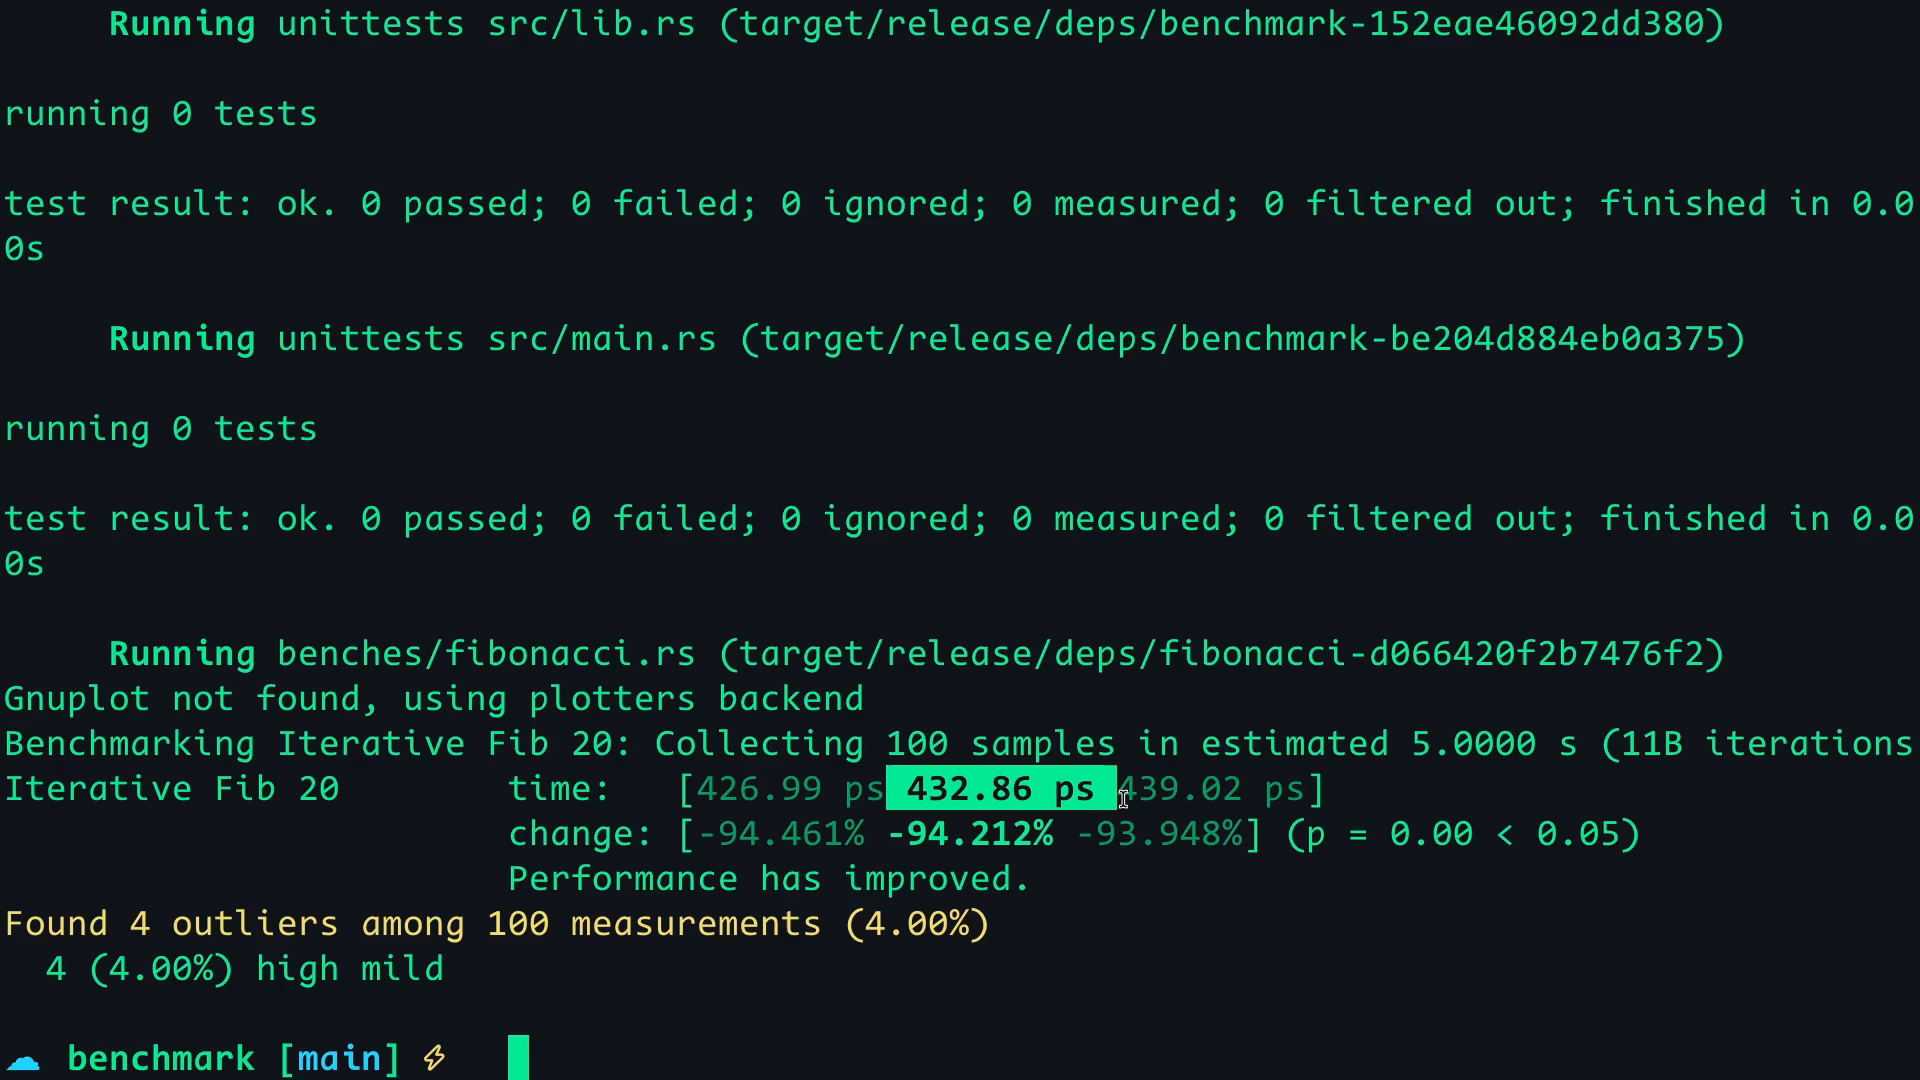 Running unittests src/lib.rs (target/release/deps/benchmark-152eae46092dd380)
running 0 tests
test result: ok. 0 passed; 0 failed; 0 ignored; 0 measured; 0 filtered out; finished in 0.0
0s
Running unittests src/main.rs (target/release/deps/benchmark-be204d884eb0a375)
running 0 tests
test result: ok. 0 passed; 0 failed; 0 ignored; 0 measured; 0 filtered out; finished in 0.0
0s
Running benches/fibonacci.rs (target/release/deps/fibonacci-d066420f2b7476f2)
Gnuplot not found, using plotters backend
Benchmarking Iterative Fib 20: Collecting 100 samples in estimated 5.0000 s (11B iterations
Iterative Fib 20 time: [426.99 ps 432.86 ps 439.02 ps]
change: [-94.461% -94.212% -93.948%] (p = 0.00 < 0.05)
Performance has improved.
Found 4 outliers among 100 measurements (4.00%)
4 (4.00%) high mild
☁ benchmark [main] ⚡